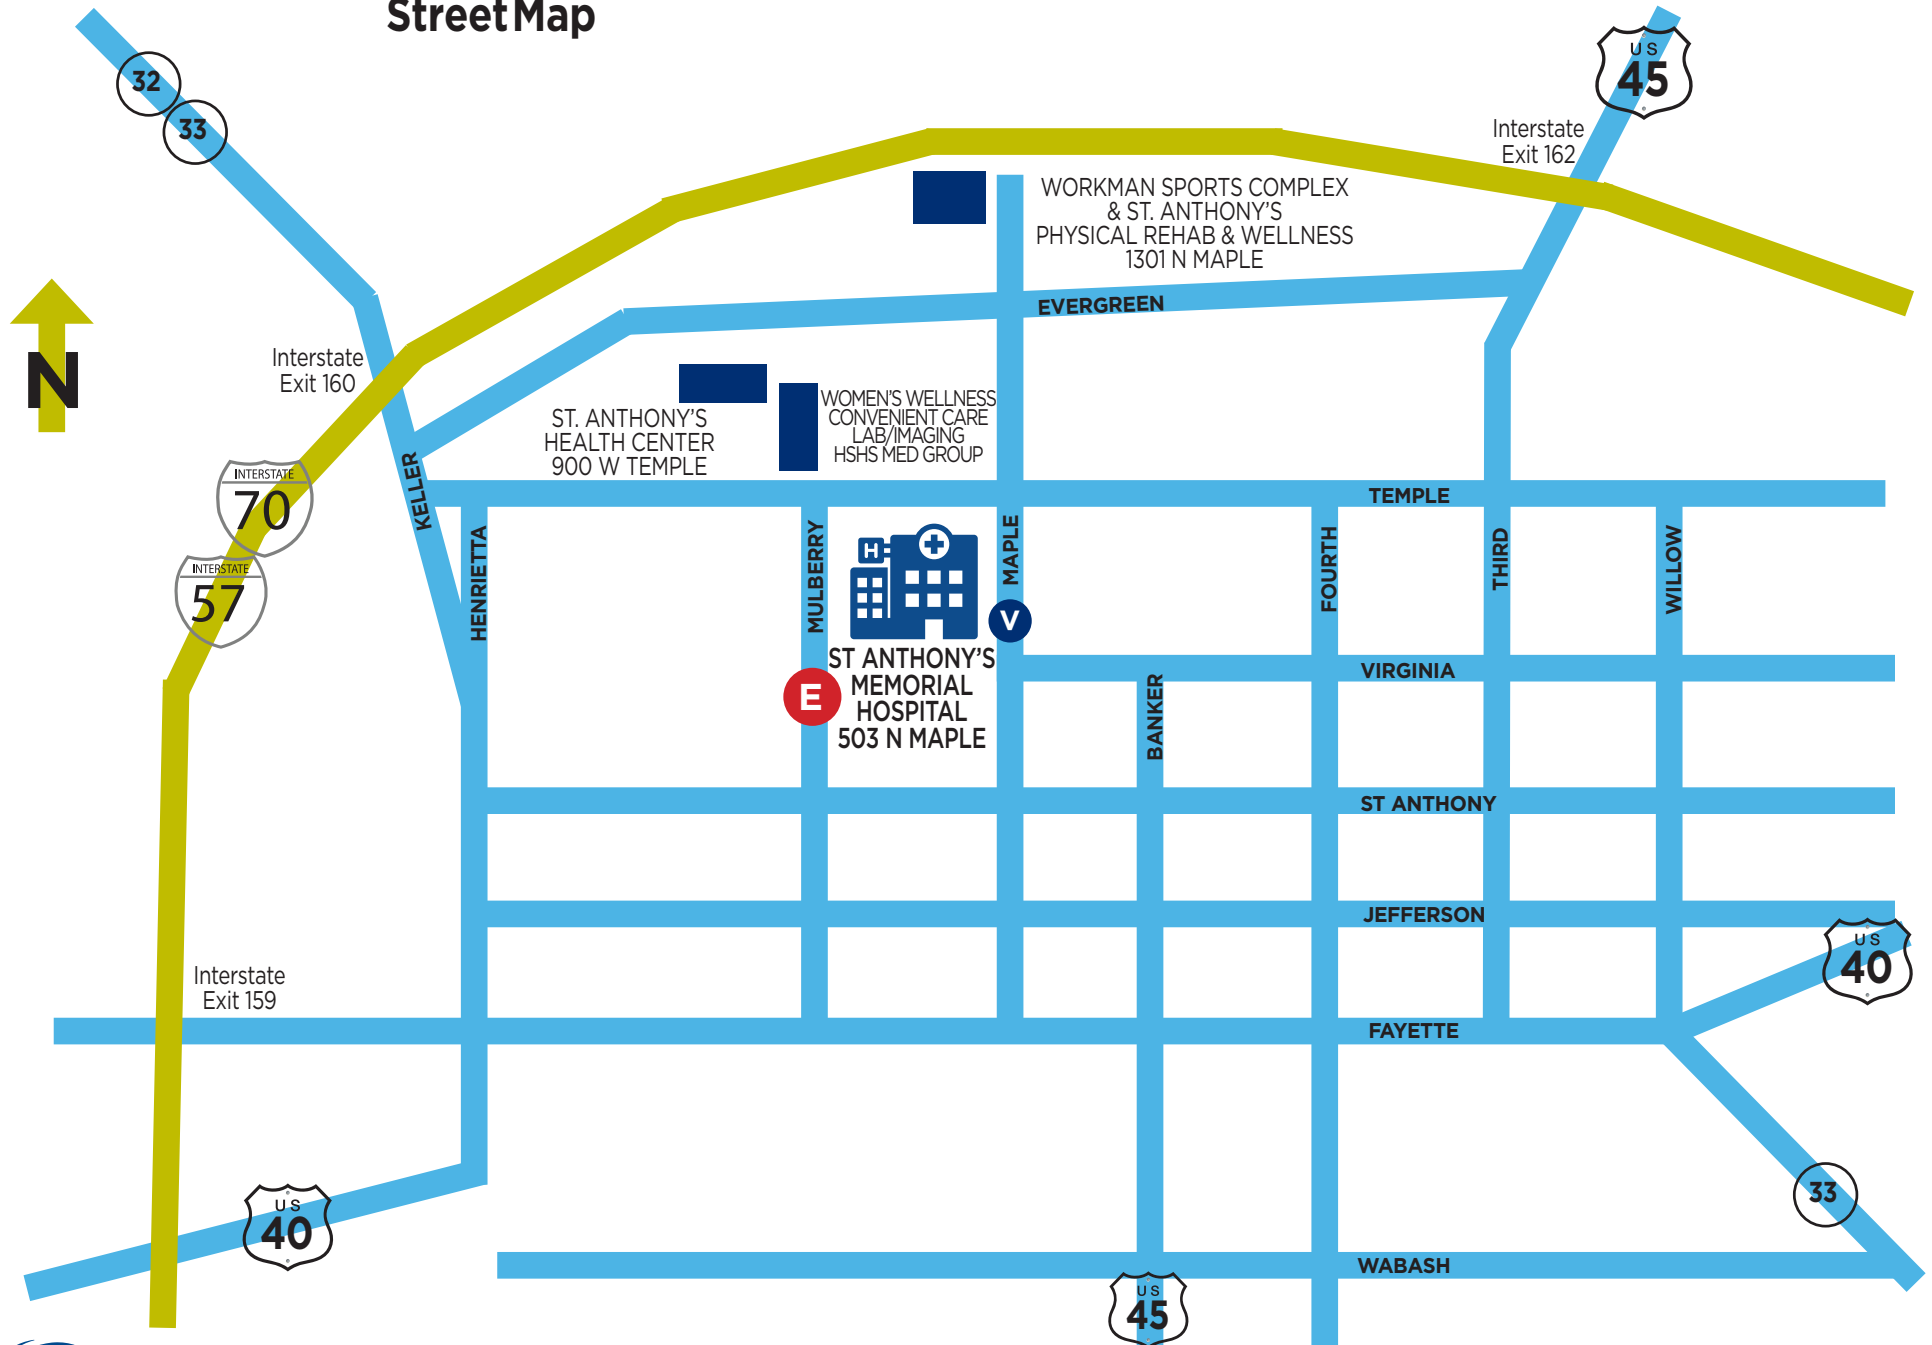 Street Map
32
33
US
45
Interstate
Exit 162
WORKMAN SPORTS COMPLEX
& ST. ANTHONY'S
PHYSICAL REHAB & WELLNESS
1301 N MAPLE
EVERGREEN
N
Interstate
Exit 160
ST. ANTHONY'S
HEALTH CENTER
900 W TEMPLE
WOMEN'S WELLNESS
CONVENIENT CARE
LAB/IMAGING
HSHS MED GROUP
INTERSTATE
70
INTERSTATE
57
KELLER
TEMPLE
HENRIETTA
MULBERRY
H
MAPLE
FOURTH
THIRD
WILLOW
V
E
ST ANTHONY'S
MEMORIAL
HOSPITAL
503 N MAPLE
VIRGINIA
BANKER
ST ANTHONY
JEFFERSON
US
40
Interstate
Exit 159
FAYETTE
US
40
33
WABASH
US
45